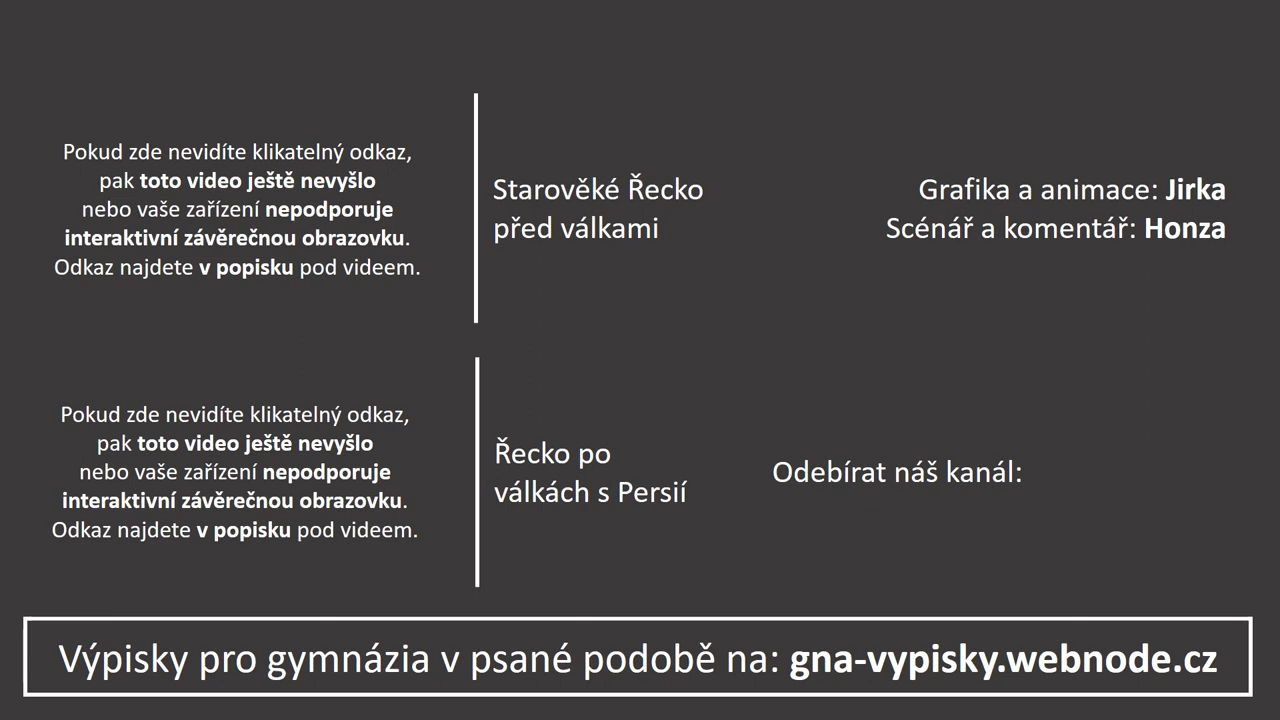 Pokud zde nevidíte klikatelný odkaz,
pak toto video ještě nevyšlo
nebo vaše zařízení nepodporuje
interaktivní závěrečnou obrazovku.
Odkaz najdete v popisku pod videem.
Starověké Řecko
před válkami
Grafika a animace: Jirka
Scénář a komentář: Honza
Pokud zde nevidíte klikatelný odkaz,
pak toto video ještě nevyšlo
nebo vaše zařízení nepodporuje
interaktivní závěrečnou obrazovku.
Odkaz najdete v popisku pod videem.
Řecko po
válkách s Persií
Odebírat náš kanál:
Výpisky pro gymnázia v psané podobě na: gna-vypisky.webnode.cz